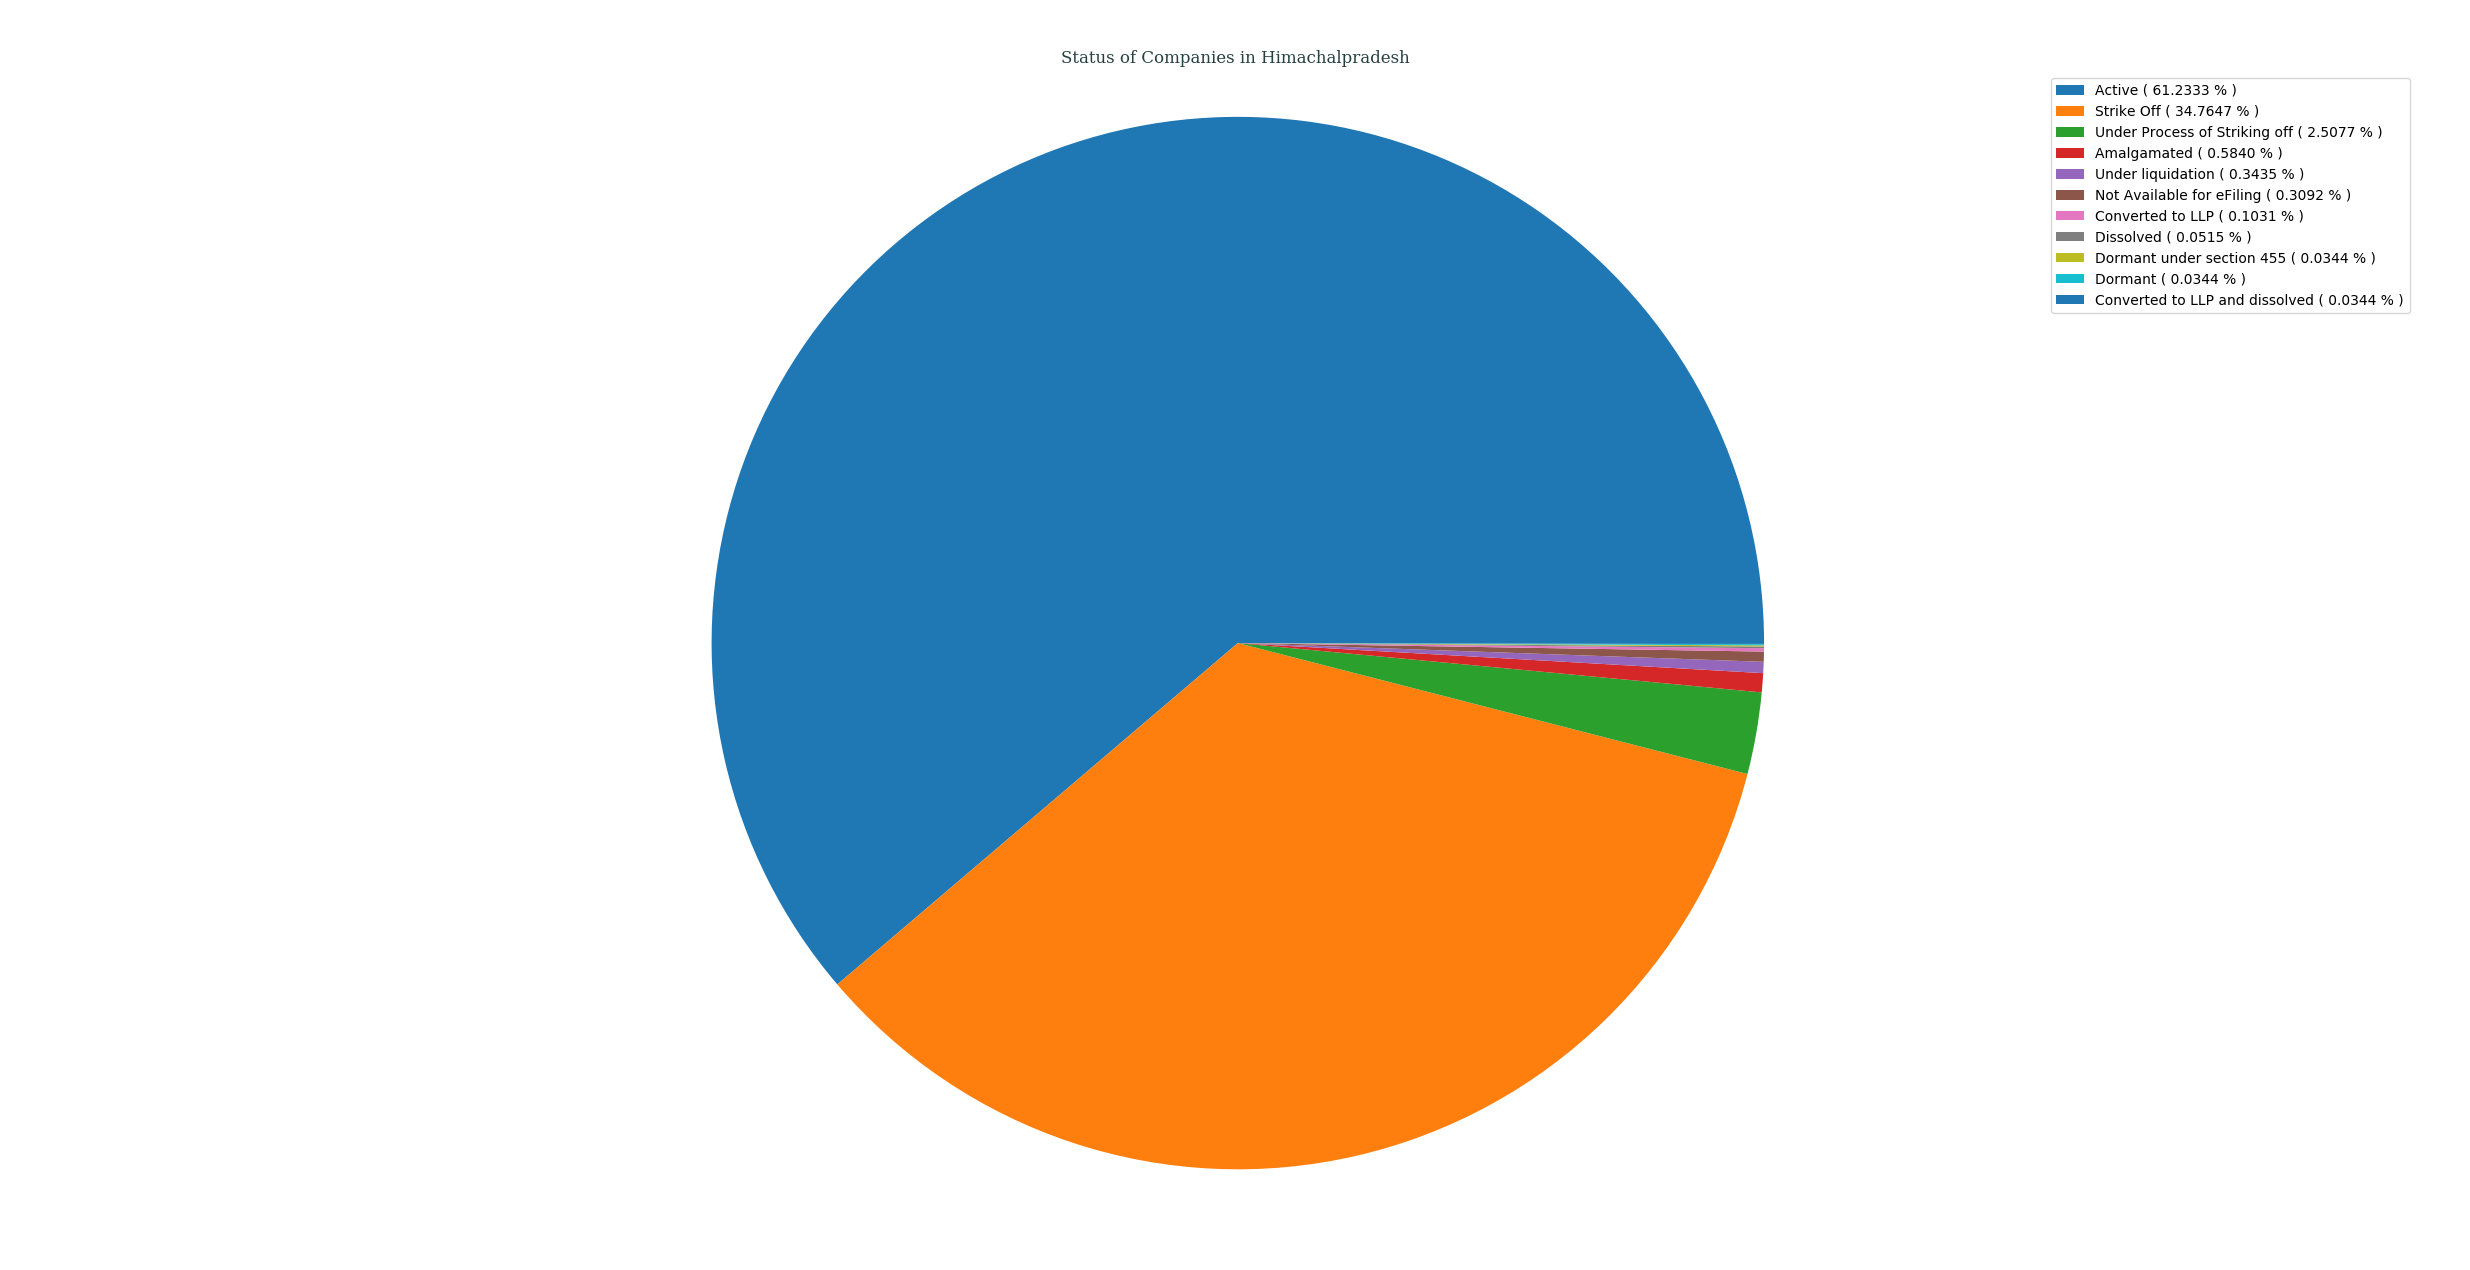 Status of Companies in Himachalpradesh
Active ( 61.2333 % )
Strike Off ( 34.7647 % )
Under Process of Striking off ( 2.5077 % )
Amalgamated ( 0.5840 % )
Under liquidation ( 0.3435 % )
Not Available for eFiling ( 0.3092 % )
Converted to LLP ( 0.1031 % )
Dissolved ( 0.0515 % )
Dormant under section 455 ( 0.0344 % )
Dormant ( 0.0344 % )
Converted to LLP and dissolved ( 0.0344 % )